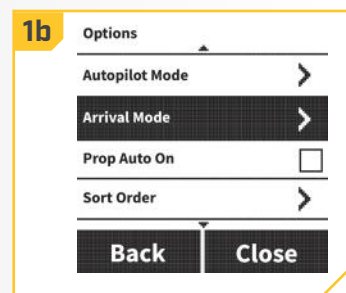 1b
Options
Autopilot Mode
Arrival Mode
Prop Auto On
Sort Order
Back Close